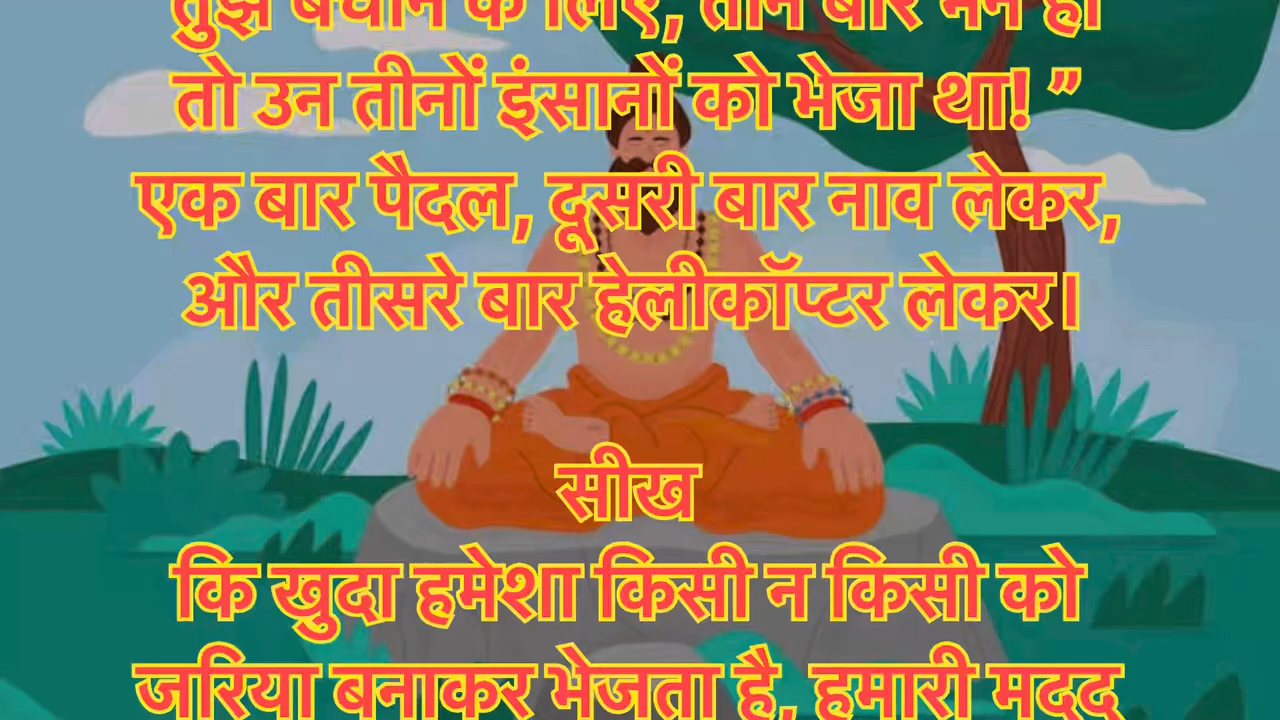 तुझे बचाने के लिए, तीन बार मैंने ही
तो उन तीनों इंसानों को भेजा था! ”
एक बार पैदल, दूसरी बार नाव लेकर,
और तीसरे बार हेलीकॉप्टर लेकर।
सीख
कि खुदा हमेशा किसी न किसी को
जरिया बनाकर भेजता है, हमारी मदद